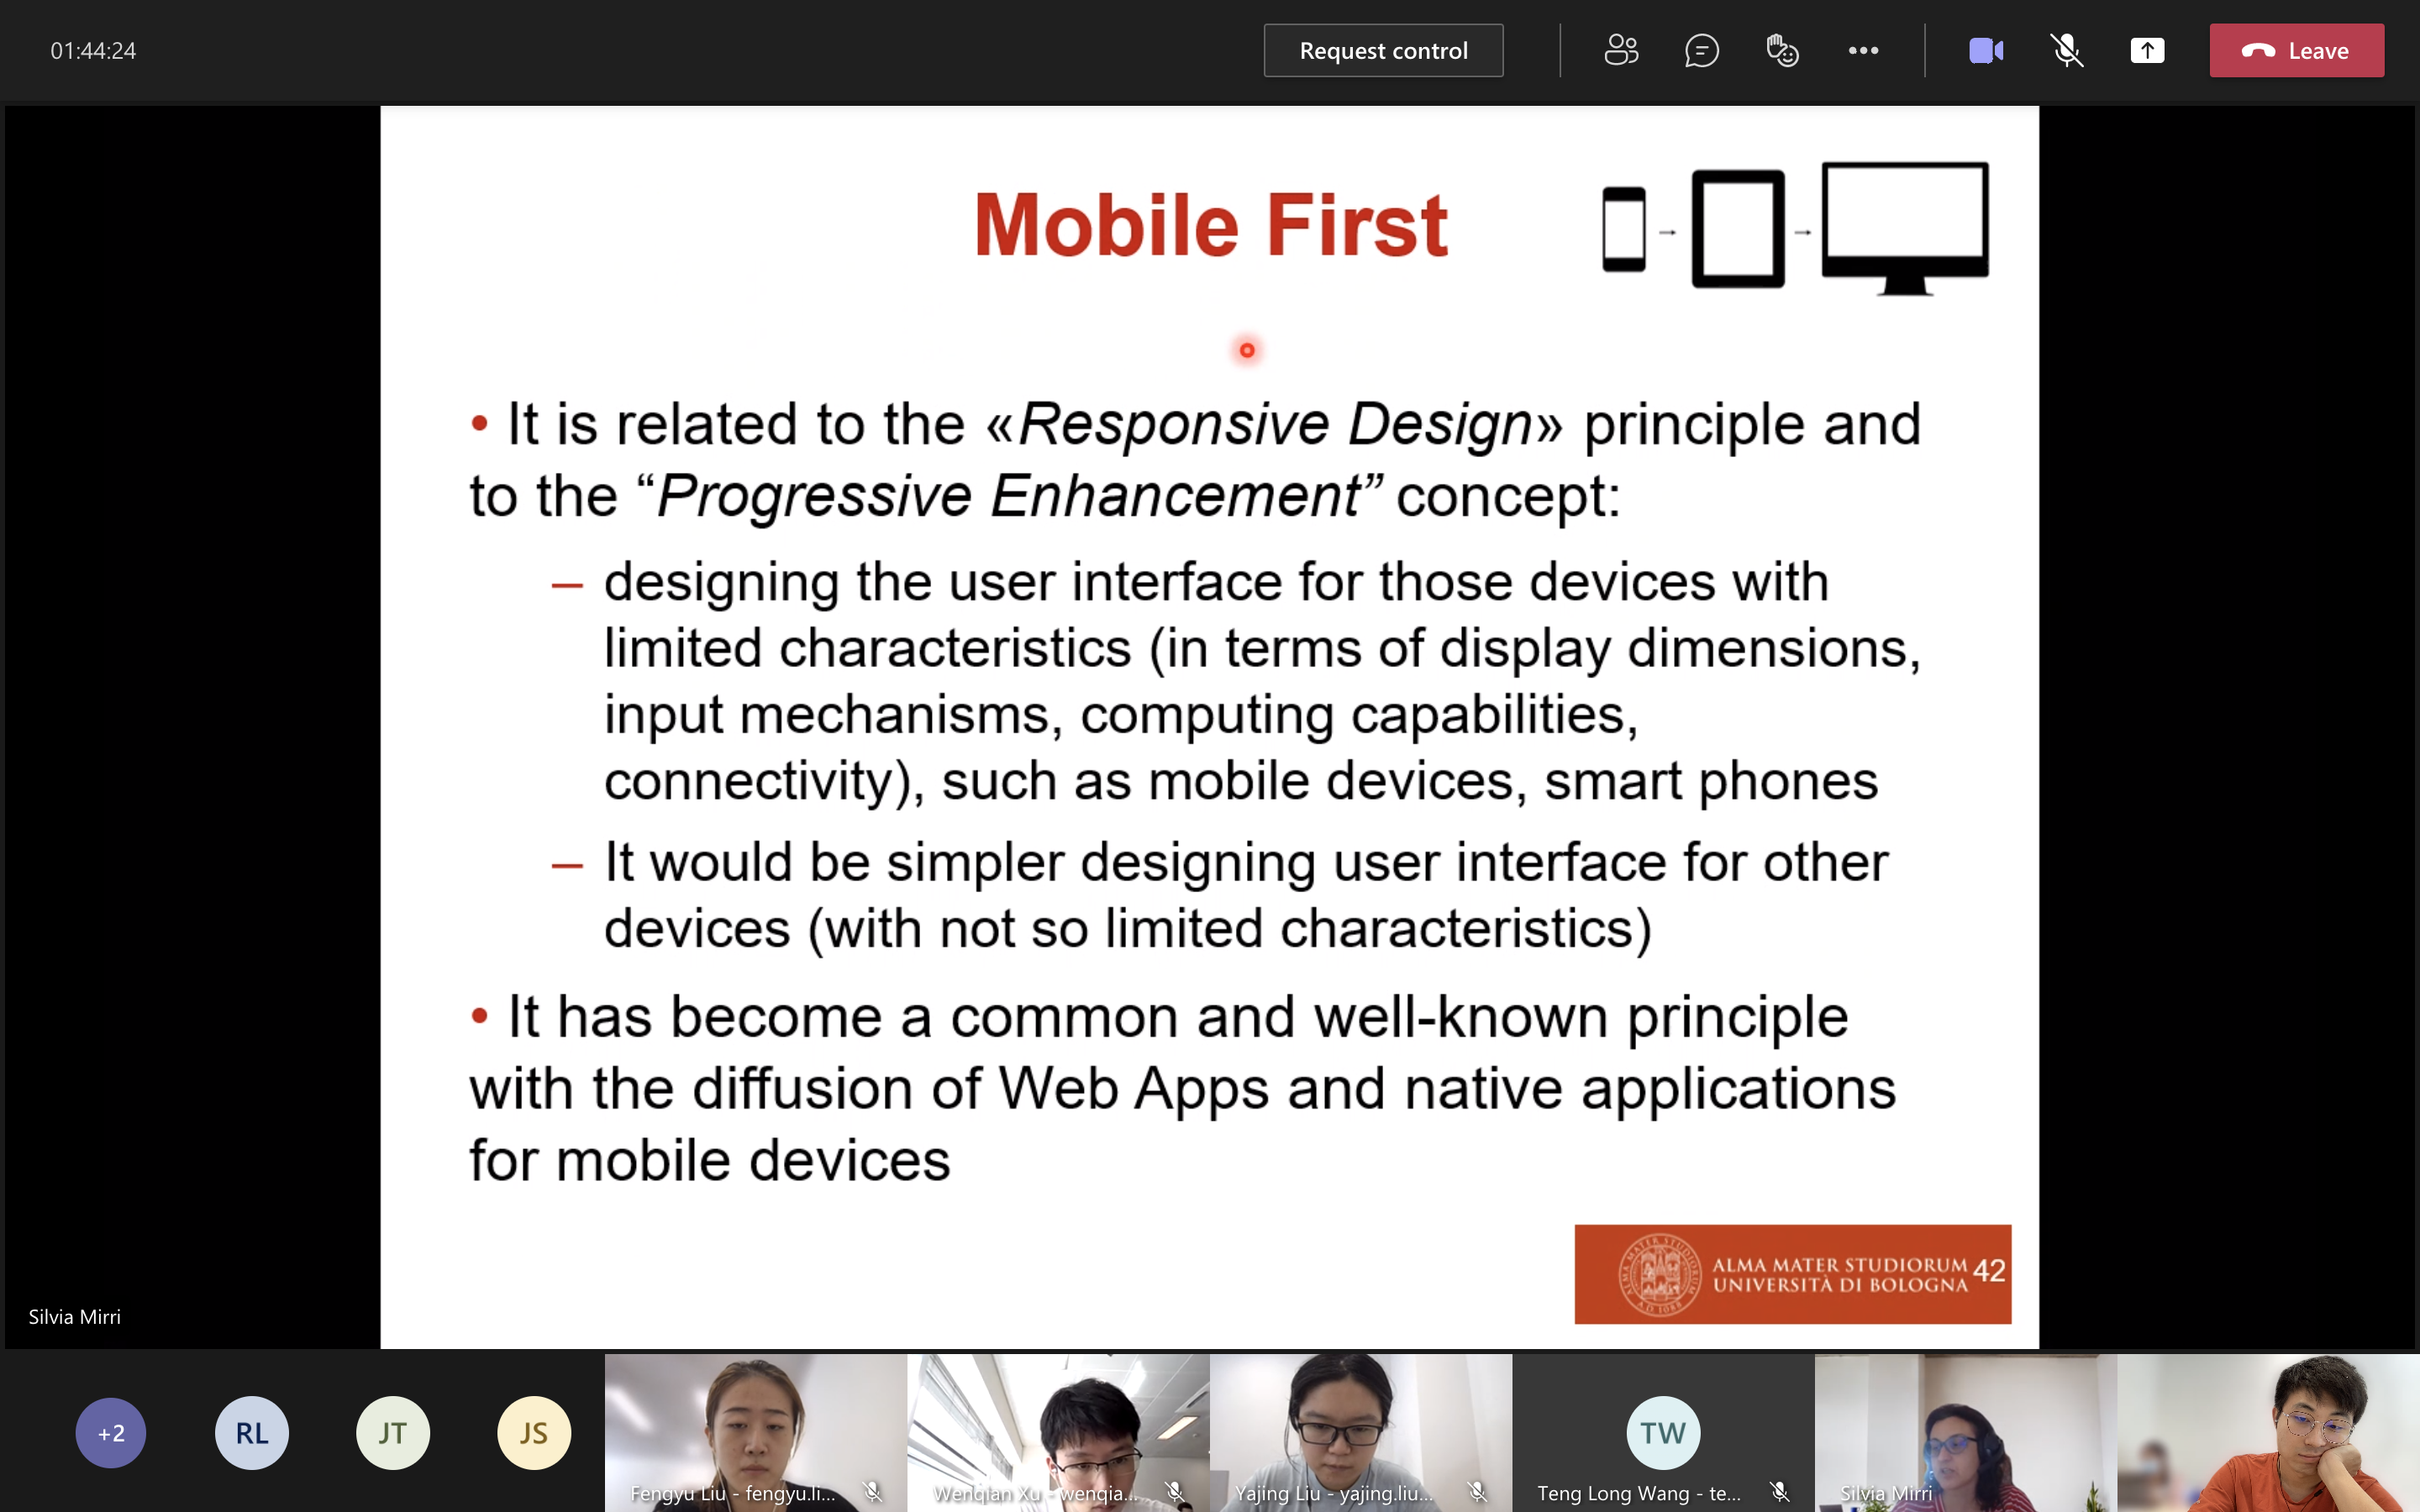 01:44:24
Request control
Leave
Mobile First
• It is related to the «Responsive Design» principle and
to the “Progressive Enhancement” concept:
– designing the user interface for those devices with
limited characteristics (in terms of display dimensions,
input mechanisms, computing capabilities,
connectivity), such as mobile devices, smart phones
– It would be simpler designing user interface for other
devices (with not so limited characteristics)
• It has become a common and well-known principle
with the diffusion of Web Apps and native applications
for mobile devices
ALMA MATER STUDIORUM
UNIVERSITÀ DI BOLOGNA
42
Silvia Mirri
+2
RL
JT
JS
TW
Fengyu Liu - fengyu.li...
Wenqian Xu - wenqia...
Yajing Liu - yajing.liu...
Teng Long Wang - te...
Silvia Mirri